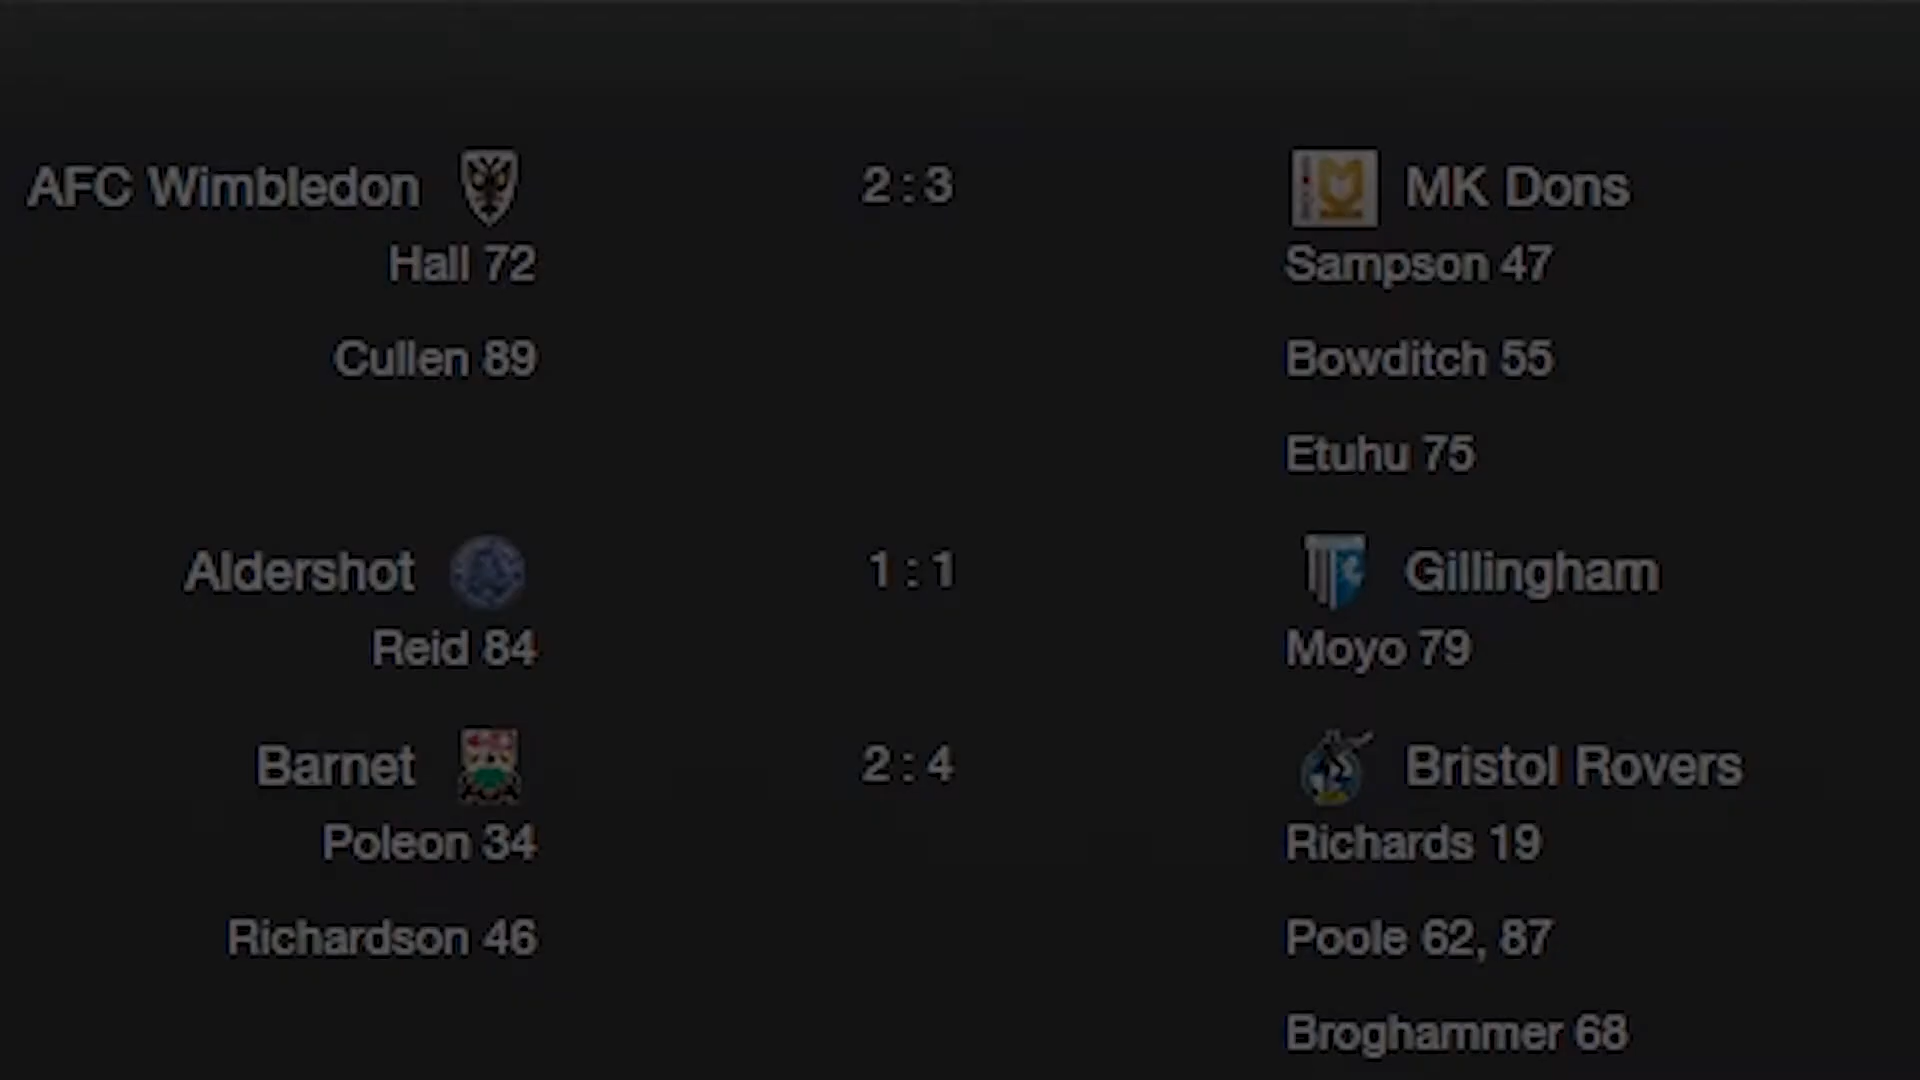 AFC Wimbledon 2 : 3 MK Dons
Hall 72 Sampson 47
Cullen 89 Bowditch 55
Etuhu 75
Aldershot 1 : 1 Gillingham
Reid 84 Moyo 79
Barnet 2 : 4 Bristol Rovers
Poleon 34 Richards 19
Richardson 46 Poole 62, 87
Broghammer 68